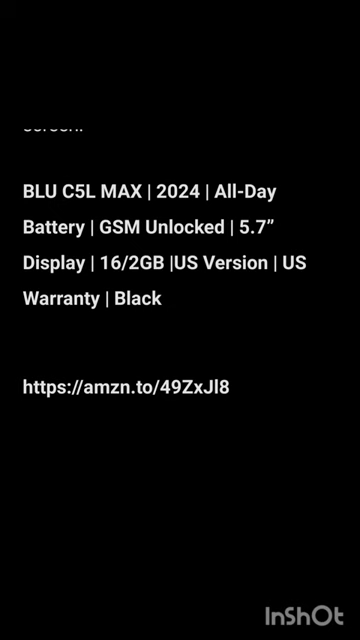 screen.
BLU C5L MAX | 2024 | All-Day
Battery | GSM Unlocked | 5.7”
Display | 16/2GB |US Version | US
Warranty | Black
https://amzn.to/49ZxJl8
InShOt